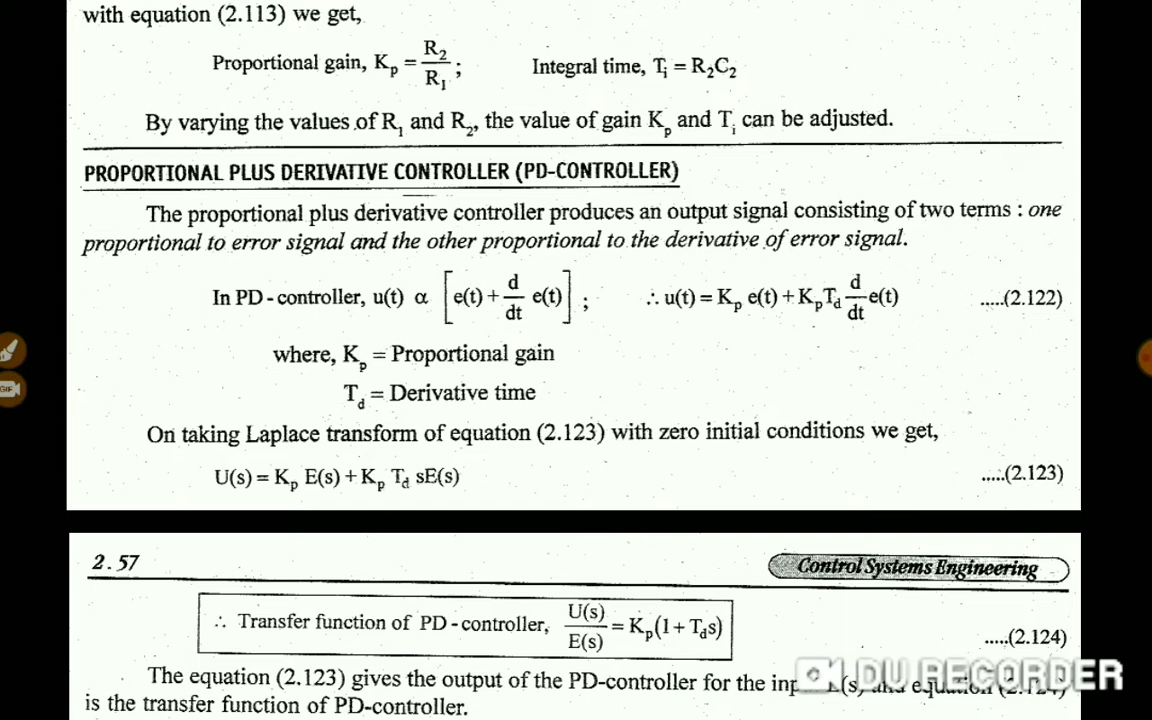 with equation (2.113) we get,
Proportional gain, Kp = R2/R1 ; Integral time, Ti = R2C2
By varying the values of R1 and R2, the value of gain Kp and Ti can be adjusted.
PROPORTIONAL PLUS DERIVATIVE CONTROLLER (PD-CONTROLLER)
The proportional plus derivative controller produces an output signal consisting of two terms : one
proportional to error signal and the other proportional to the derivative of error signal.
In PD - controller, u(t) α [e(t) + d/dt e(t)] ; ∴ u(t) = Kp e(t) + KpTd d/dt e(t) .....(2.122)
where, Kp = Proportional gain
Td = Derivative time
On taking Laplace transform of equation (2.123) with zero initial conditions we get,
U(s) = Kp E(s) + Kp Td sE(s) .....(2.123)
2.57 Control Systems Engineering
∴ Transfer function of PD - controller, U(s)/E(s) = Kp(1 + Tds) .....(2.124)
The equation (2.123) gives the output of the PD-controller for the input E(s) and equation (2.124)
is the transfer function of PD-controller.
DU RECORDER
GIF